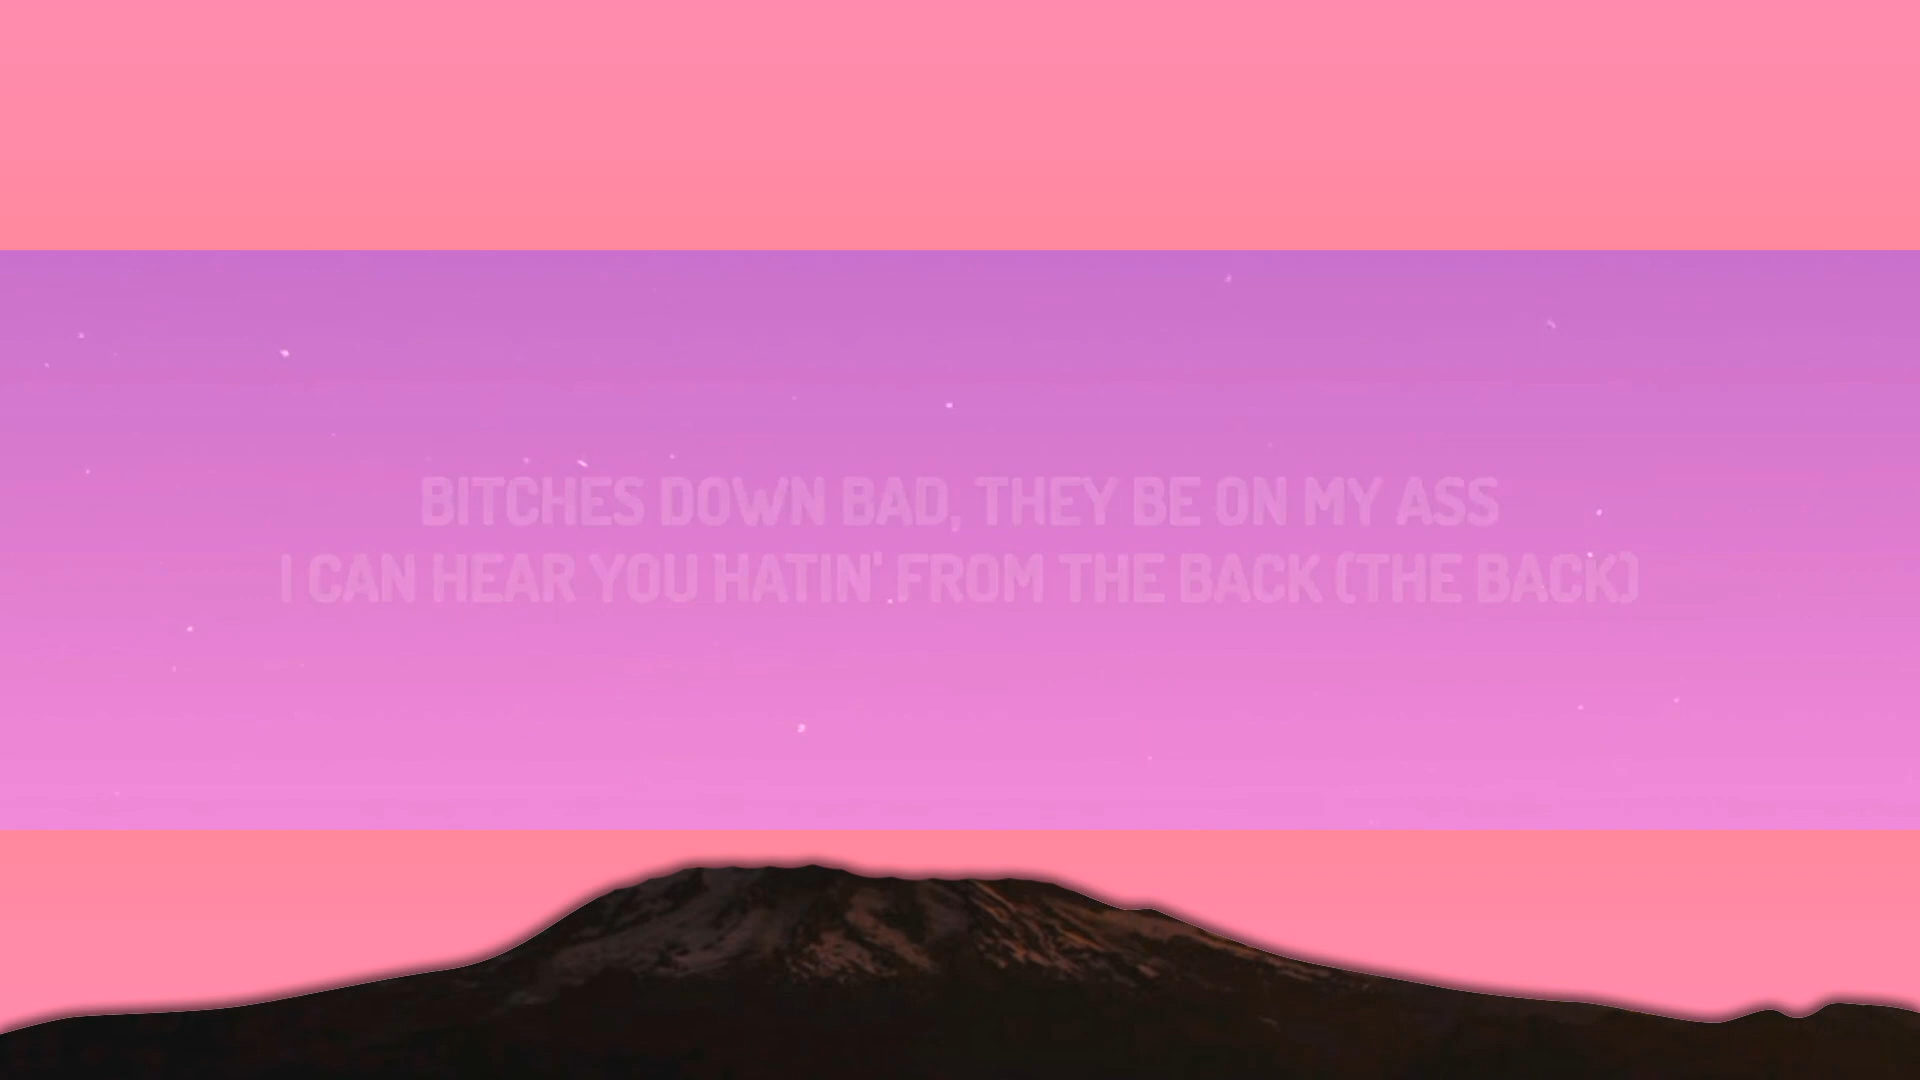 BITCHES DOWN BAD, THEY BE ON MY ASS
I CAN HEAR YOU HATIN' FROM THE BACK (THE BACK)